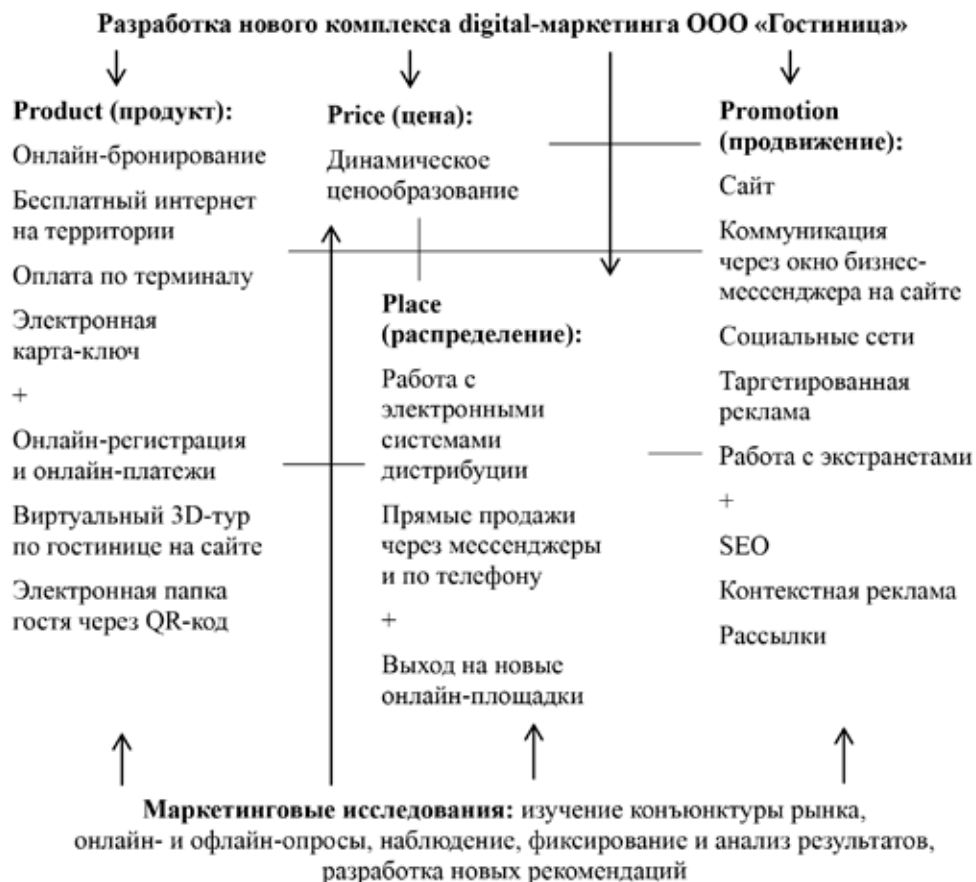 Разработка нового комплекса digital-маркетинга ООО «Гостиница»
Product (продукт):
Онлайн-бронирование
Бесплатный интернет
на территории
Оплата по терминалу
Электронная
карта-ключ
+
Онлайн-регистрация
и онлайн-платежи
Виртуальный 3D-тур
по гостинице на сайте
Электронная папка
гостя через QR-код
Price (цена):
Динамическое
ценообразование
Place
(распределение):
Работа с
электронными
системами
дистрибуции
Прямые продажи
через мессенджеры
и по телефону
+
Выход на новые
онлайн-площадки
Promotion
(продвижение):
Сайт
Коммуникация
через окно бизнес-
мессенджера на сайте
Социальные сети
Таргетированная
реклама
Работа с экстранетами
+
SEO
Контекстная реклама
Рассылки
Маркетинговые исследования: изучение конъюнктуры рынка,
онлайн- и офлайн-опросы, наблюдение, фиксирование и анализ результатов,
разработка новых рекомендаций